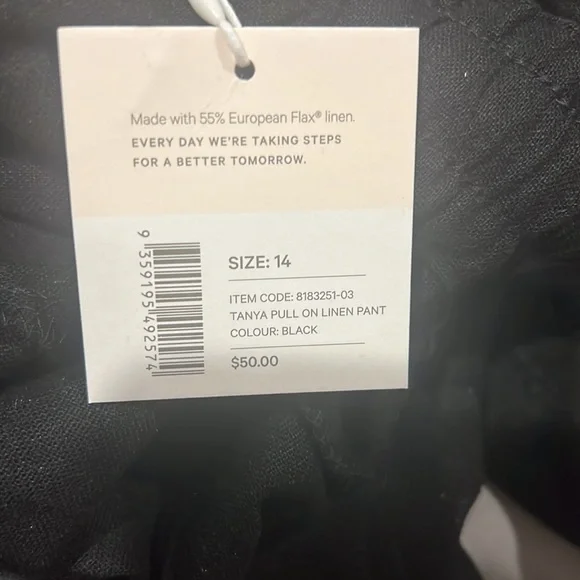 Made with 55% European Flax® linen.
EVERY DAY WE'RE TAKING STEPS
FOR A BETTER TOMORROW.
9 359195 492574
SIZE: 14
ITEM CODE: 8183251-03
TANYA PULL ON LINEN PANT
COLOUR: BLACK
$50.00